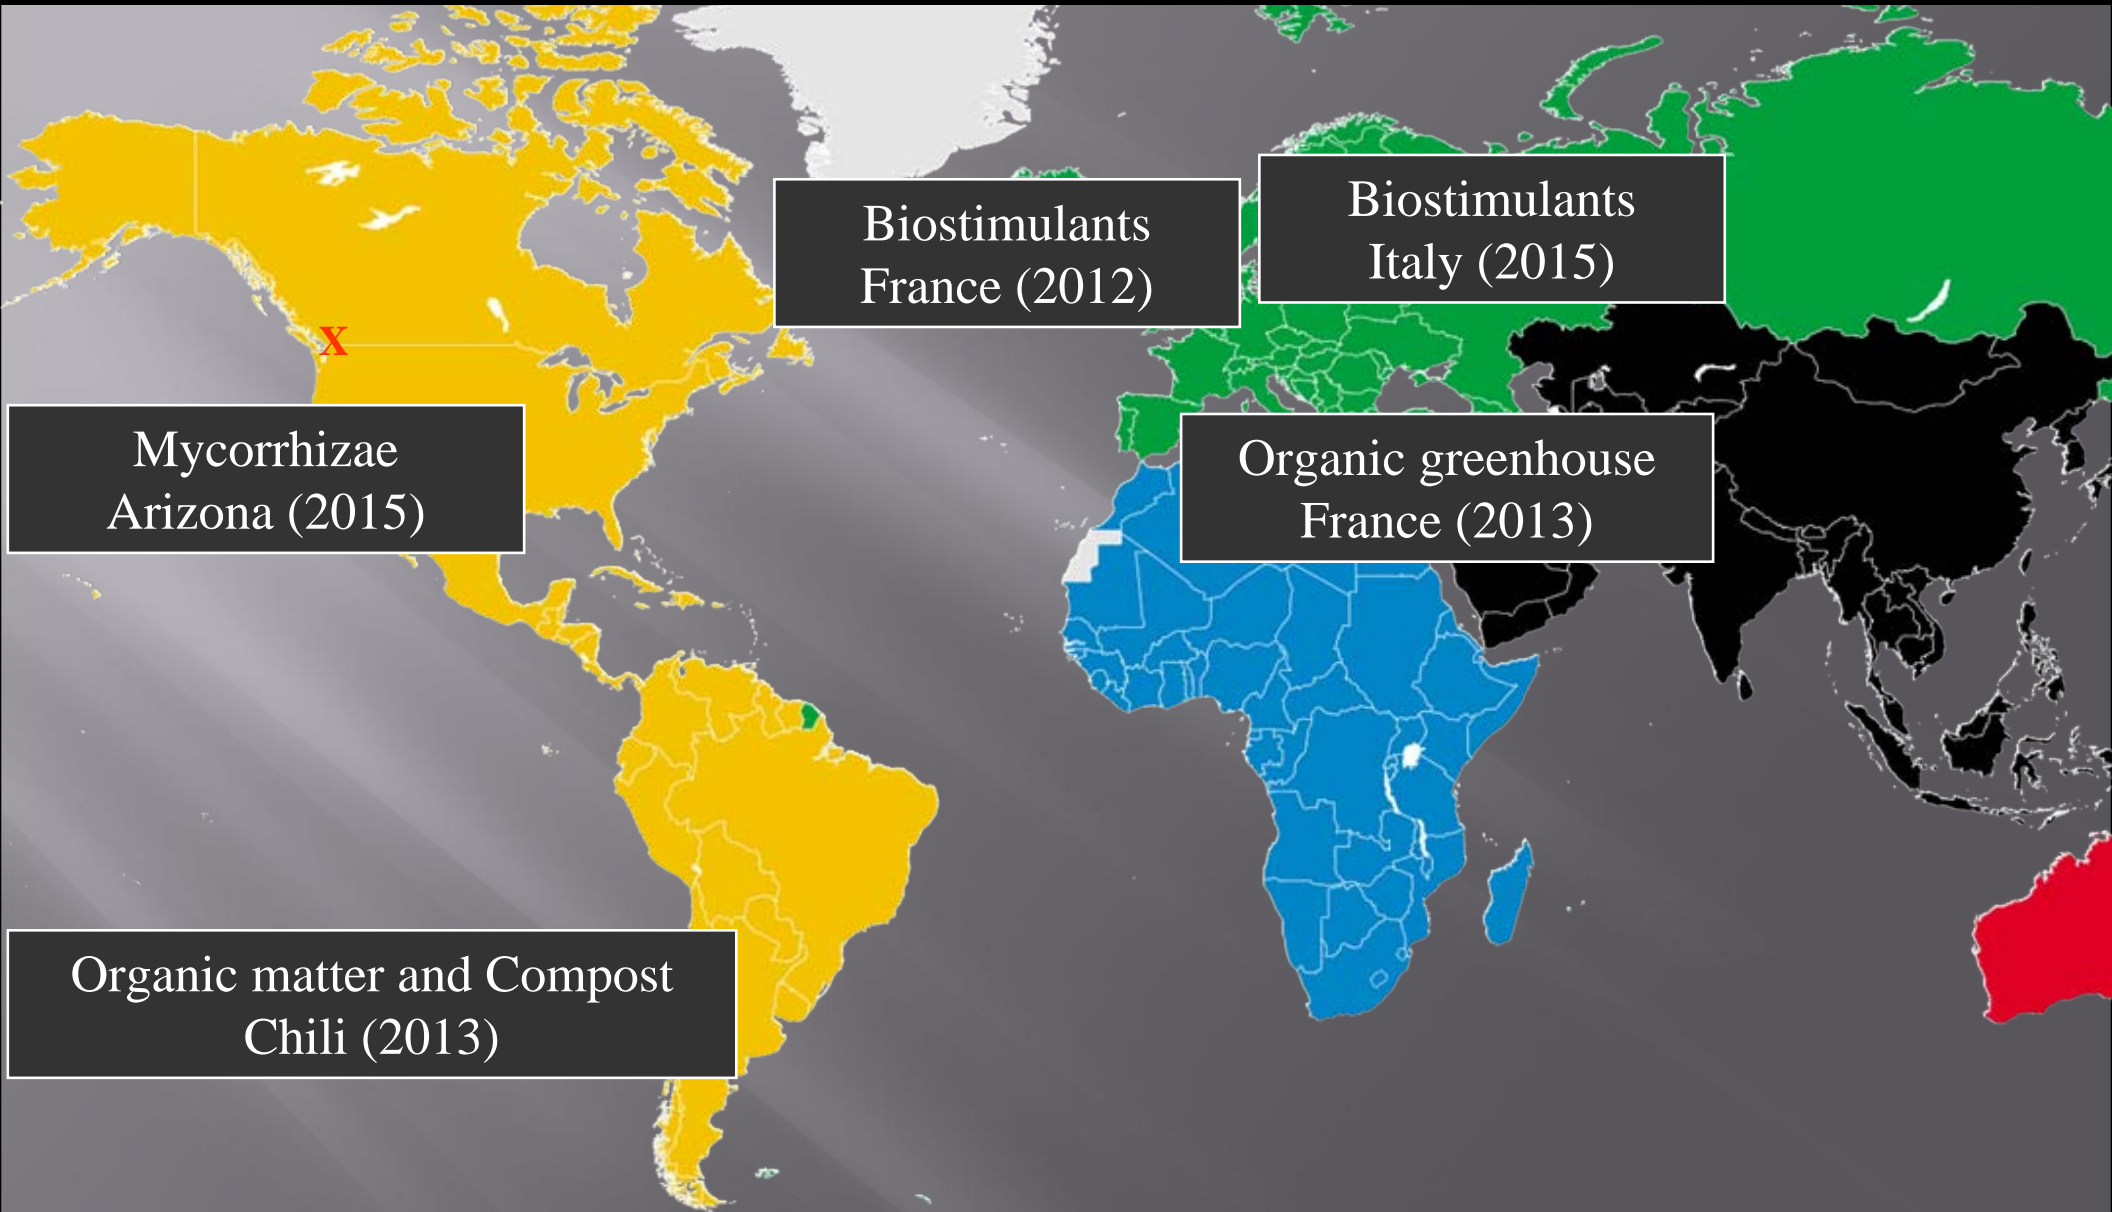 Biostimulants
France (2012)
Biostimulants
Italy (2015)
X
Mycorrhizae
Arizona (2015)
Organic greenhouse
France (2013)
Organic matter and Compost
Chili (2013)